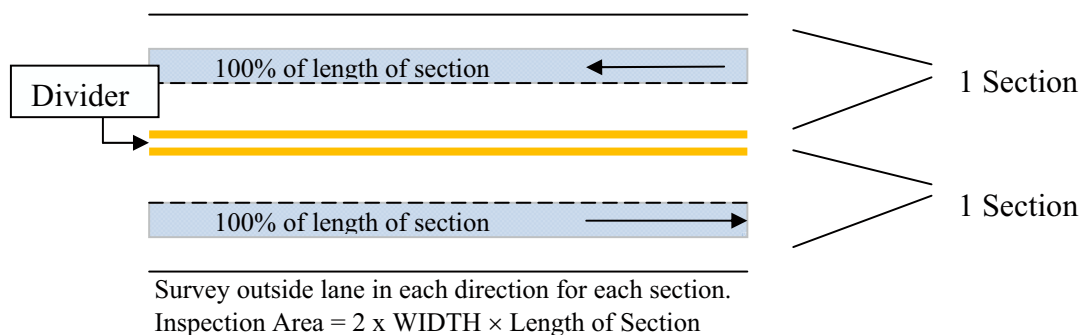 100% of length of section
Divider
1 Section
100% of length of section
1 Section
Survey outside lane in each direction for each section.
Inspection Area = 2 x WIDTH × Length of Section